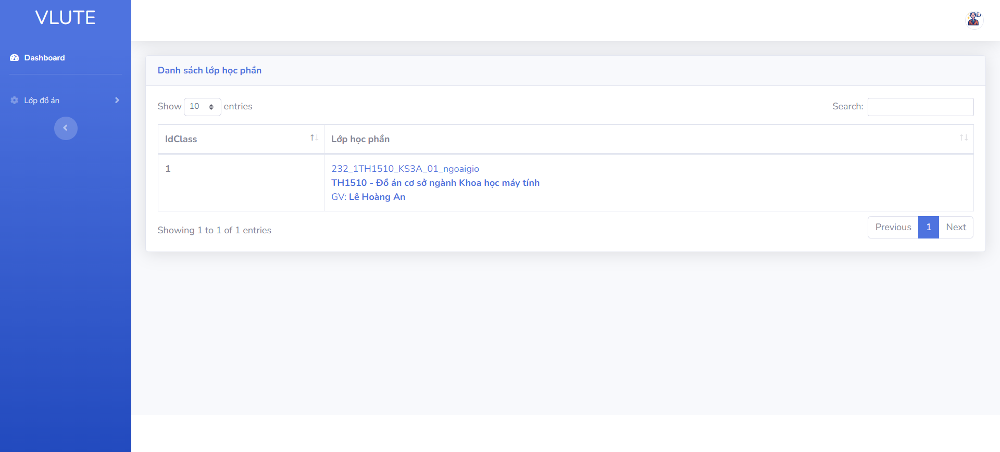 VLUTE
Dashboard
Lớp đồ án
Danh sách lớp học phần
Show 10 entries
Search:
IdClass
Lớp học phần
1
232_1TH1510_KS3A_01_ngoaigio
TH1510 - Đồ án cơ sở ngành Khoa học máy tính
GV: Lê Hoàng An
Showing 1 to 1 of 1 entries
Previous 1 Next